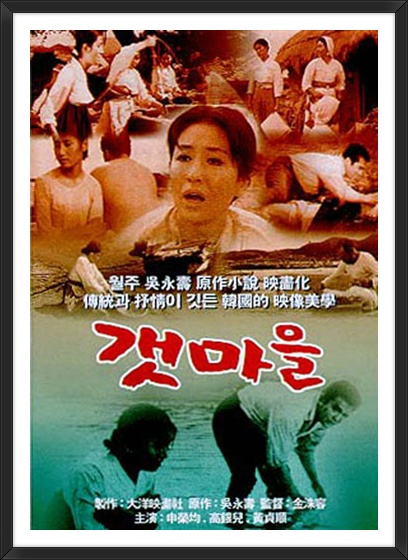 월주 吳永壽 原作小說 映畵化
傳統과 抒情이 깃든 韓國的 映像美學
갯마을
製作：大洋映畵社 原作：吳永壽 監督：金洙容
主演：申榮均.高銀兒.黃貞順